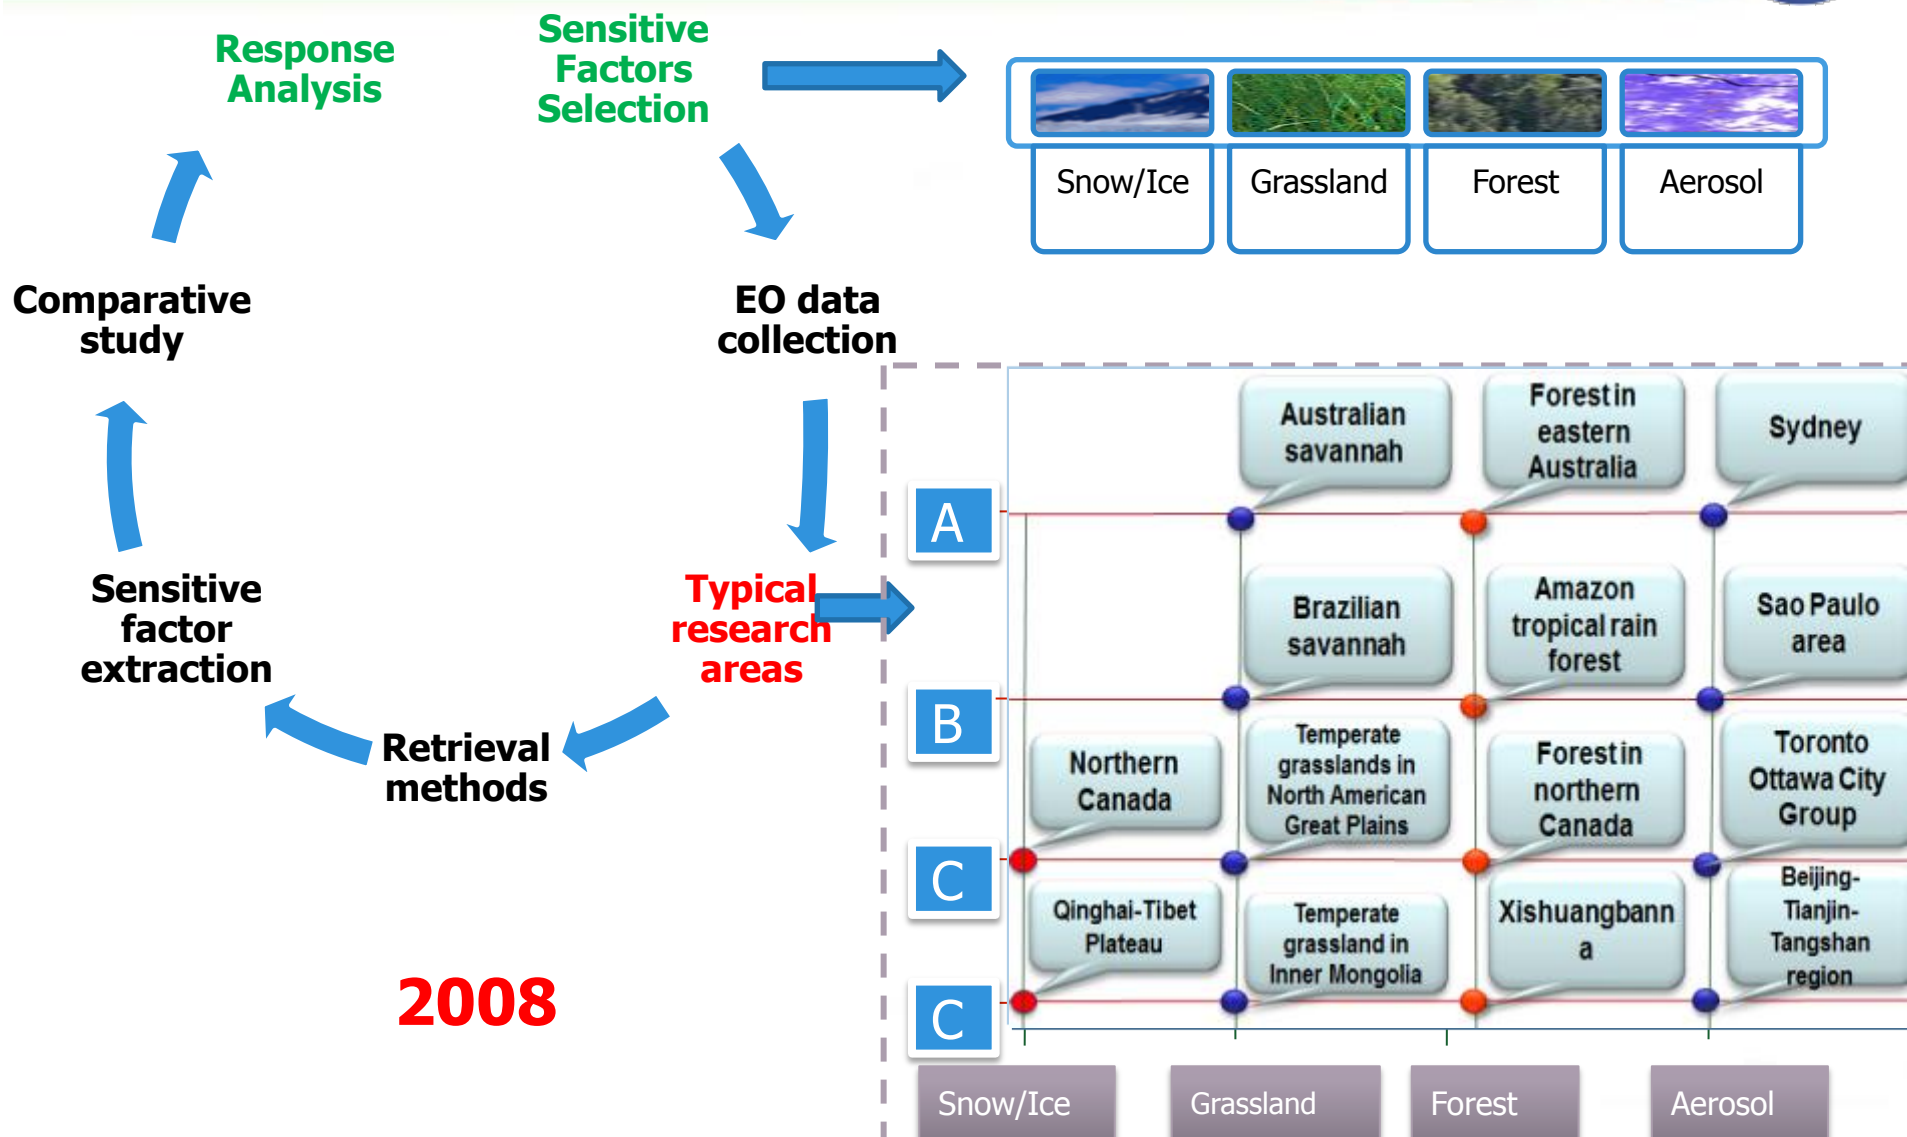 Response
Analysis
Sensitive
Factors
Selection
Snow/Ice
Grassland
Forest
Aerosol
Comparative
study
EO data
collection
Sensitive
factor
extraction
Typical
research
areas
Retrieval
methods
2008
A
Australian
savannah
Forest in
eastern
Australia
Sydney
B
Brazilian
savannah
Amazon
tropical rain
forest
Sao Paulo
area
C
Northern
Canada
Temperate
grasslands in
North American
Great Plains
Forest in
northern
Canada
Toronto
Ottawa City
Group
C
Qinghai-Tibet
Plateau
Temperate
grassland in
Inner Mongolia
Xishuangbann
a
Beijing-
Tianjin-
Tangshan
region
Snow/Ice
Grassland
Forest
Aerosol